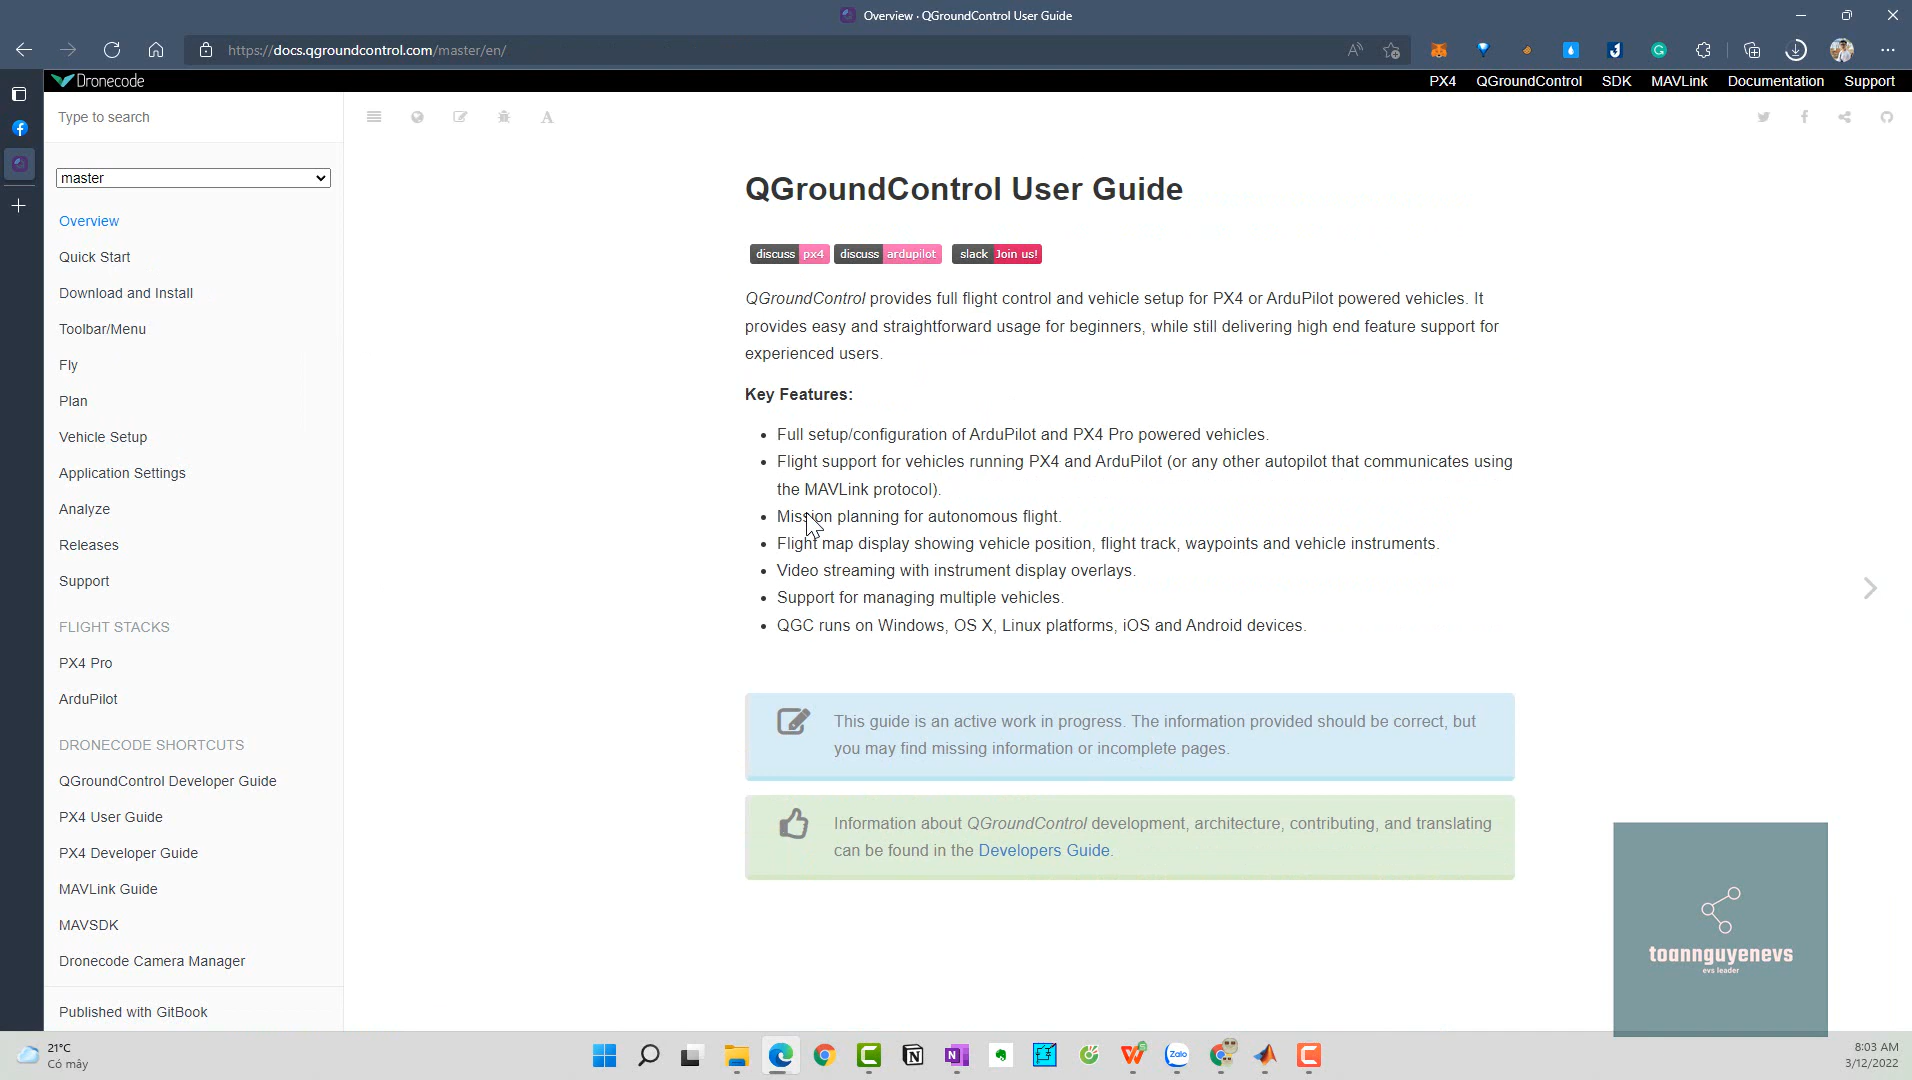 Overview · QGroundControl User Guide
https://docs.qgroundcontrol.com/master/en/
Dronecode
PX4 QGroundControl SDK MAVLink Documentation Support
Type to search
master
Overview
Quick Start
Download and Install
Toolbar/Menu
Fly
Plan
Vehicle Setup
Application Settings
Analyze
Releases
Support
FLIGHT STACKS
PX4 Pro
ArduPilot
DRONECODE SHORTCUTS
QGroundControl Developer Guide
PX4 User Guide
PX4 Developer Guide
MAVLink Guide
MAVSDK
Dronecode Camera Manager
Published with GitBook
QGroundControl User Guide
discuss px4 discuss ardupilot slack Join us!
QGroundControl provides full flight control and vehicle setup for PX4 or ArduPilot powered vehicles. It
provides easy and straightforward usage for beginners, while still delivering high end feature support for
experienced users.
Key Features:
• Full setup/configuration of ArduPilot and PX4 Pro powered vehicles.
• Flight support for vehicles running PX4 and ArduPilot (or any other autopilot that communicates using
the MAVLink protocol).
• Mission planning for autonomous flight.
• Flight map display showing vehicle position, flight track, waypoints and vehicle instruments.
• Video streaming with instrument display overlays.
• Support for managing multiple vehicles.
• QGC runs on Windows, OS X, Linux platforms, iOS and Android devices.
This guide is an active work in progress. The information provided should be correct, but
you may find missing information or incomplete pages.
Information about QGroundControl development, architecture, contributing, and translating
can be found in the Developers Guide.
toannguyenevs
evs leader
21°C
Có mây
Zalo
8:03 AM
3/12/2022